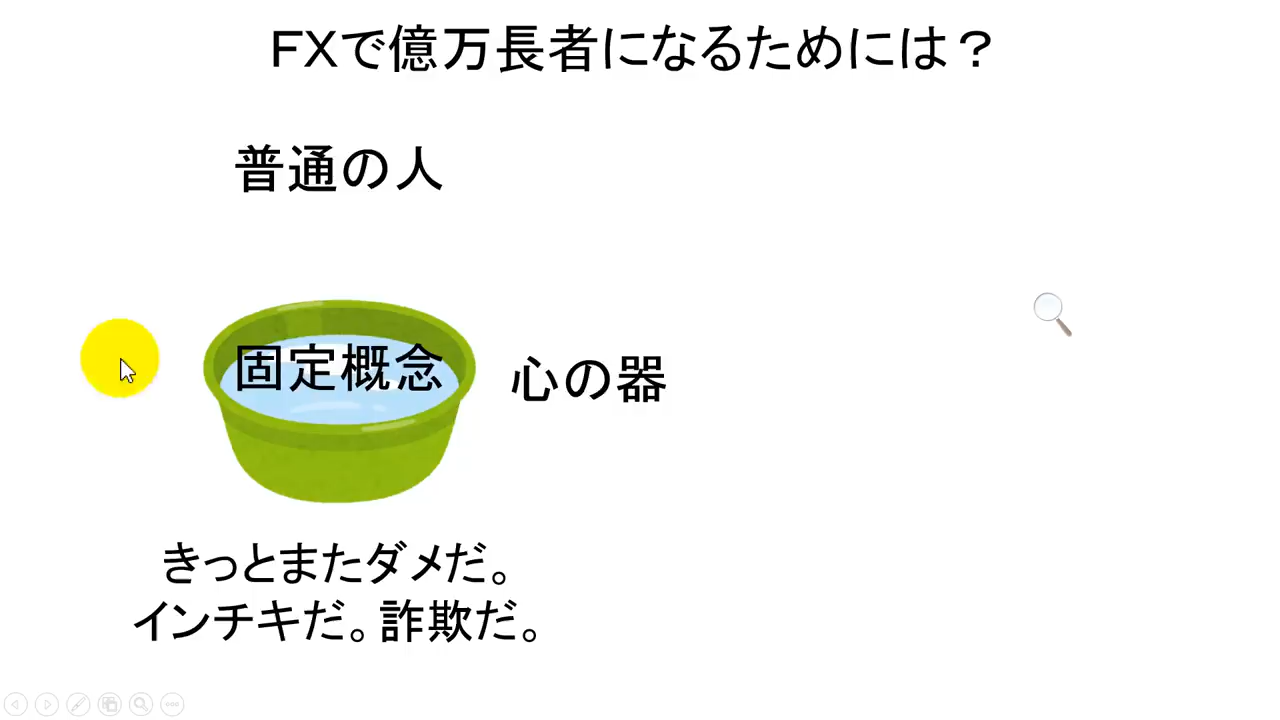 ＦＸで億万長者になるためには？
普通の人
固定概念
心の器
きっとまたダメだ。
インチキだ。詐欺だ。